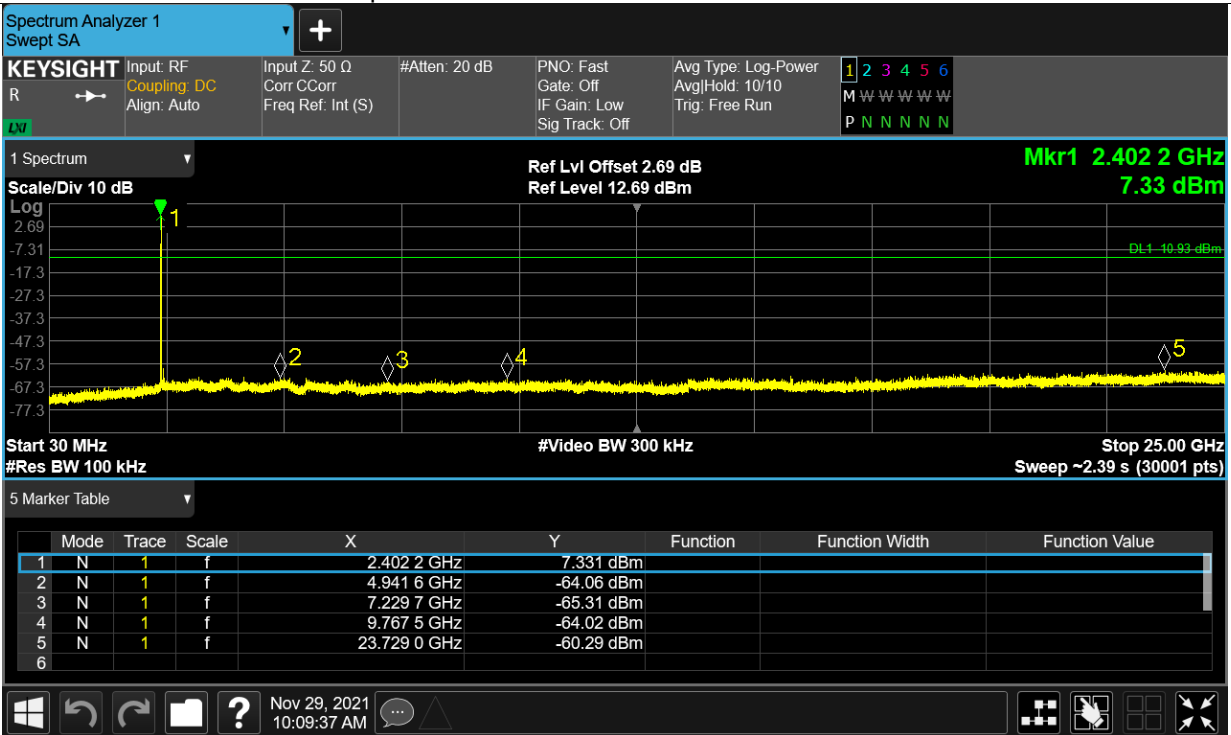 Spectrum Analyzer 1
Swept SA
+
KEYSIGHT
R
LXI
Input: RF
Coupling: DC
Align: Auto
Input Z: 50 Ω
Corr CCorr
Freq Ref: Int (S)
#Atten: 20 dB
PNO: Fast
Gate: Off
IF Gain: Low
Sig Track: Off
Avg Type: Log-Power
Avg|Hold: 10/10
Trig: Free Run
1 2 3 4 5 6
M W W W W W W
P N N N N N N
1 Spectrum
Scale/Div 10 dB
Ref Lvl Offset 2.69 dB
Ref Level 12.69 dBm
Mkr1 2.402 2 GHz
7.33 dBm
Log
1
2.69
-7.31
DL1 -10.93 dBm
-17.3
-27.3
-37.3
-47.3
2
3
4
5
-57.3
-67.3
-77.3
Start 30 MHz
#Video BW 300 kHz
Stop 25.00 GHz
#Res BW 100 kHz
Sweep ~2.39 s (30001 pts)
5 Marker Table
Mode Trace Scale X Y Function Function Width Function Value
1 N 1 f 2.402 2 GHz 7.331 dBm
2 N 1 f 4.941 6 GHz -64.06 dBm
3 N 1 f 7.229 7 GHz -65.31 dBm
4 N 1 f 9.767 5 GHz -64.02 dBm
5 N 1 f 23.729 0 GHz -60.29 dBm
6
?
Nov 29, 2021
10:09:37 AM